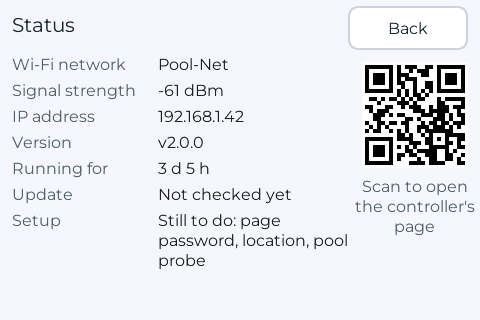 Status
Back
Wi-Fi network Pool-Net
Signal strength -61 dBm
IP address 192.168.1.42
Version v2.0.0
Running for 3 d 5 h
Update Not checked yet
Setup Still to do: page
password, location, pool
probe
Scan to open
the controller's
page